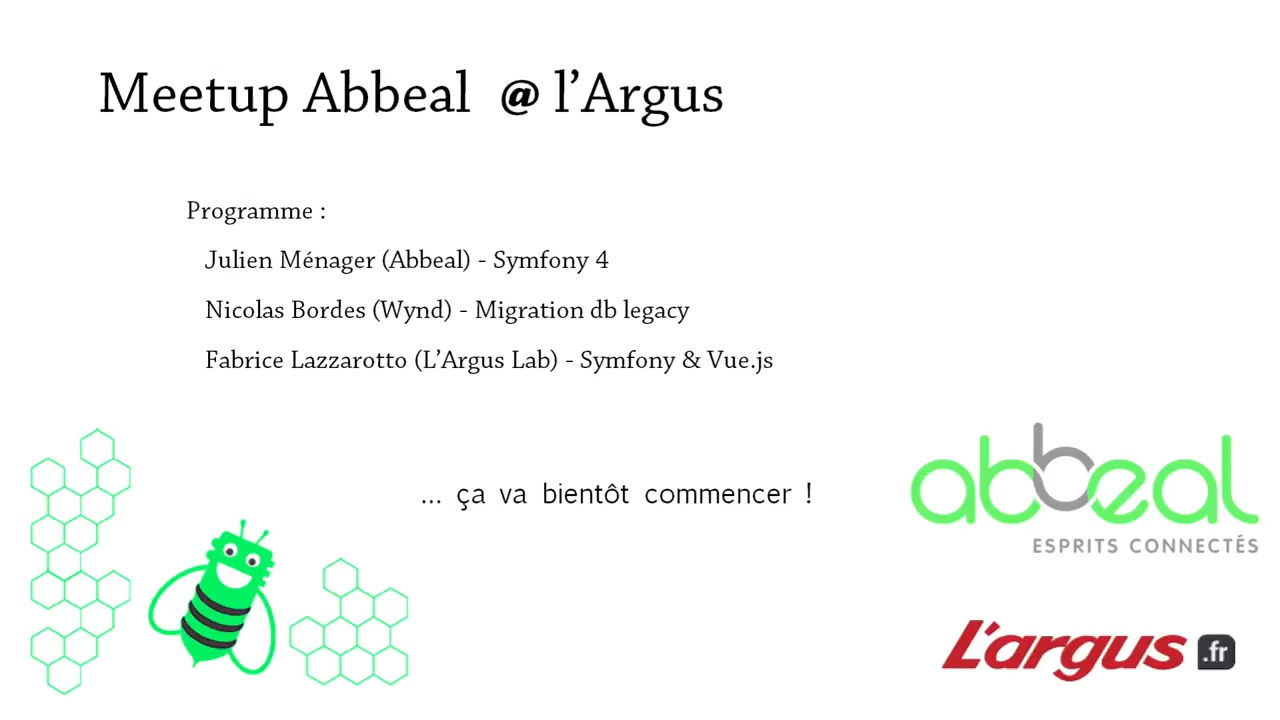 Meetup Abbeal @ l’Argus
Programme :
Julien Ménager (Abbeal) - Symfony 4
Nicolas Bordes (Wynd) - Migration db legacy
Fabrice Lazzarotto (L’Argus Lab) - Symfony & Vue.js
... ça va bientôt commencer !
abbeal
ESPRITS CONNECTÉS
L'argus .fr